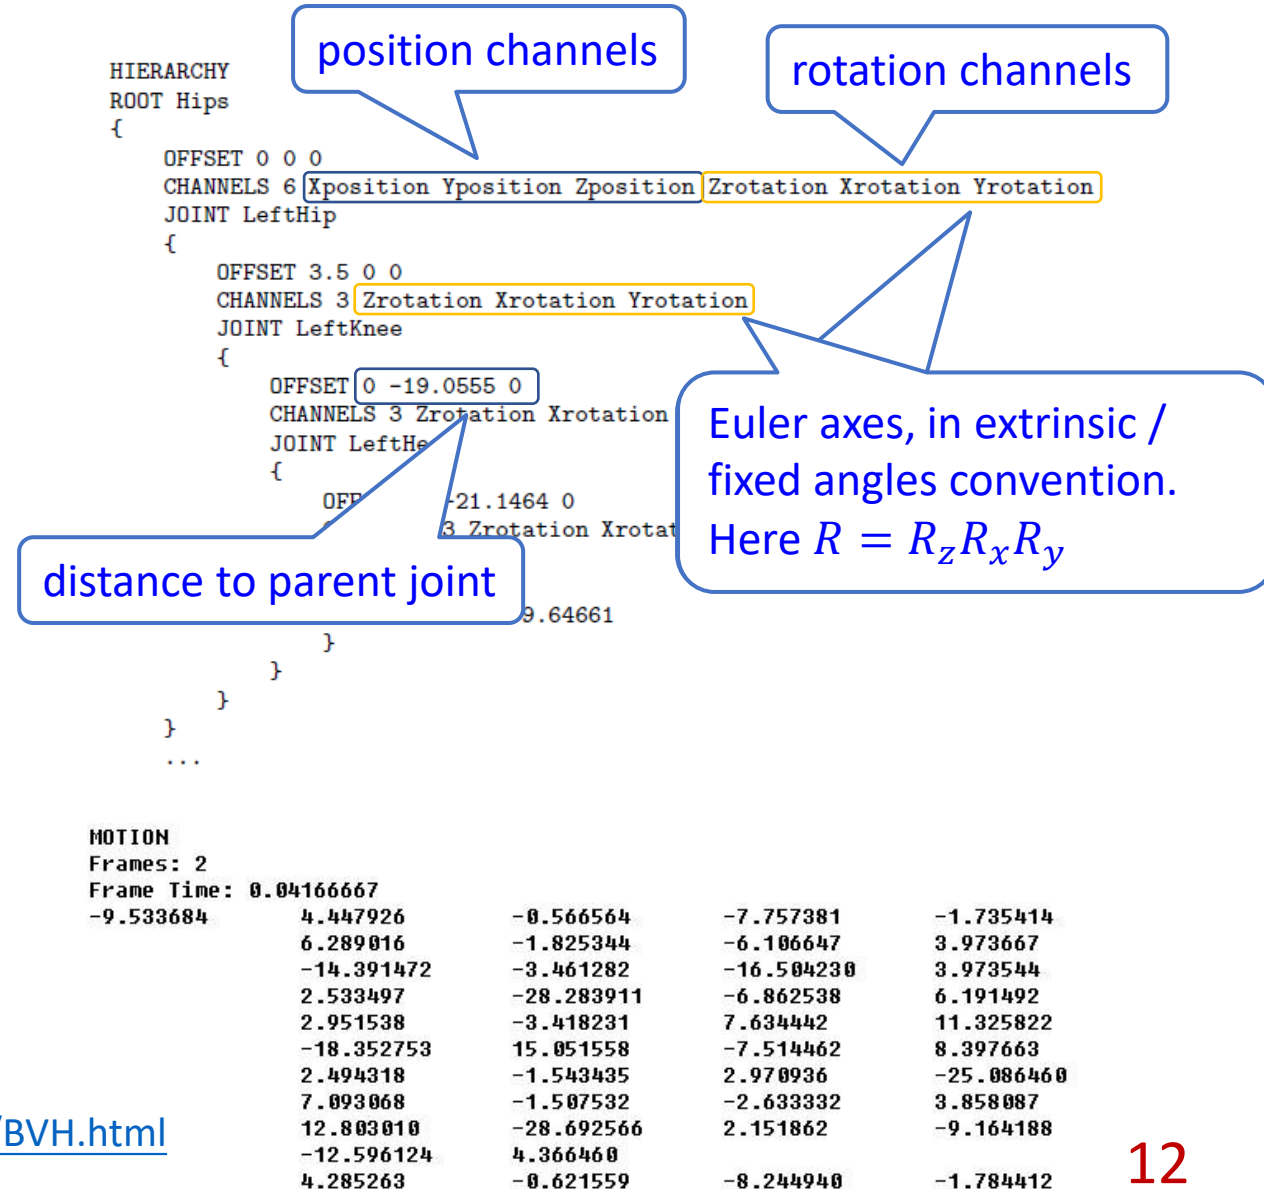 position channels
rotation channels
HIERARCHY
ROOT Hips
{
OFFSET 0 0 0
CHANNELS 6 Xposition Yposition Zposition Zrotation Xrotation Yrotation
JOINT LeftHip
{
OFFSET 3.5 0 0
CHANNELS 3 Zrotation Xrotation Yrotation
JOINT LeftKnee
{
OFFSET 0 -19.0555 0
CHANNELS 3 Zrotation Xrotation
JOINT LeftHe
{
OFF -21.1464 0
3 Zrotation Xrotat
Euler axes, in extrinsic /
fixed angles convention.
Here R = R_z R_x R_y
distance to parent joint
9.64661
}
}
}
}
...
MOTION
Frames: 2
Frame Time: 0.04166667
-9.533684 4.447926 -0.566564 -7.757381 -1.735414
6.289016 -1.825344 -6.106647 3.973667
-14.391472 -3.461282 -16.504230 3.973544
2.533497 -28.283911 -6.862538 6.191492
2.951538 -3.418231 7.634442 11.325822
-18.352753 15.051558 -7.514462 8.397663
2.494318 -1.543435 2.970936 -25.086460
7.093068 -1.507532 -2.633332 3.858087
12.803010 -28.692566 2.151862 -9.164188
-12.596124 4.366460
4.285263 -0.621559 -8.244940 -1.784412
/BVH.html
12